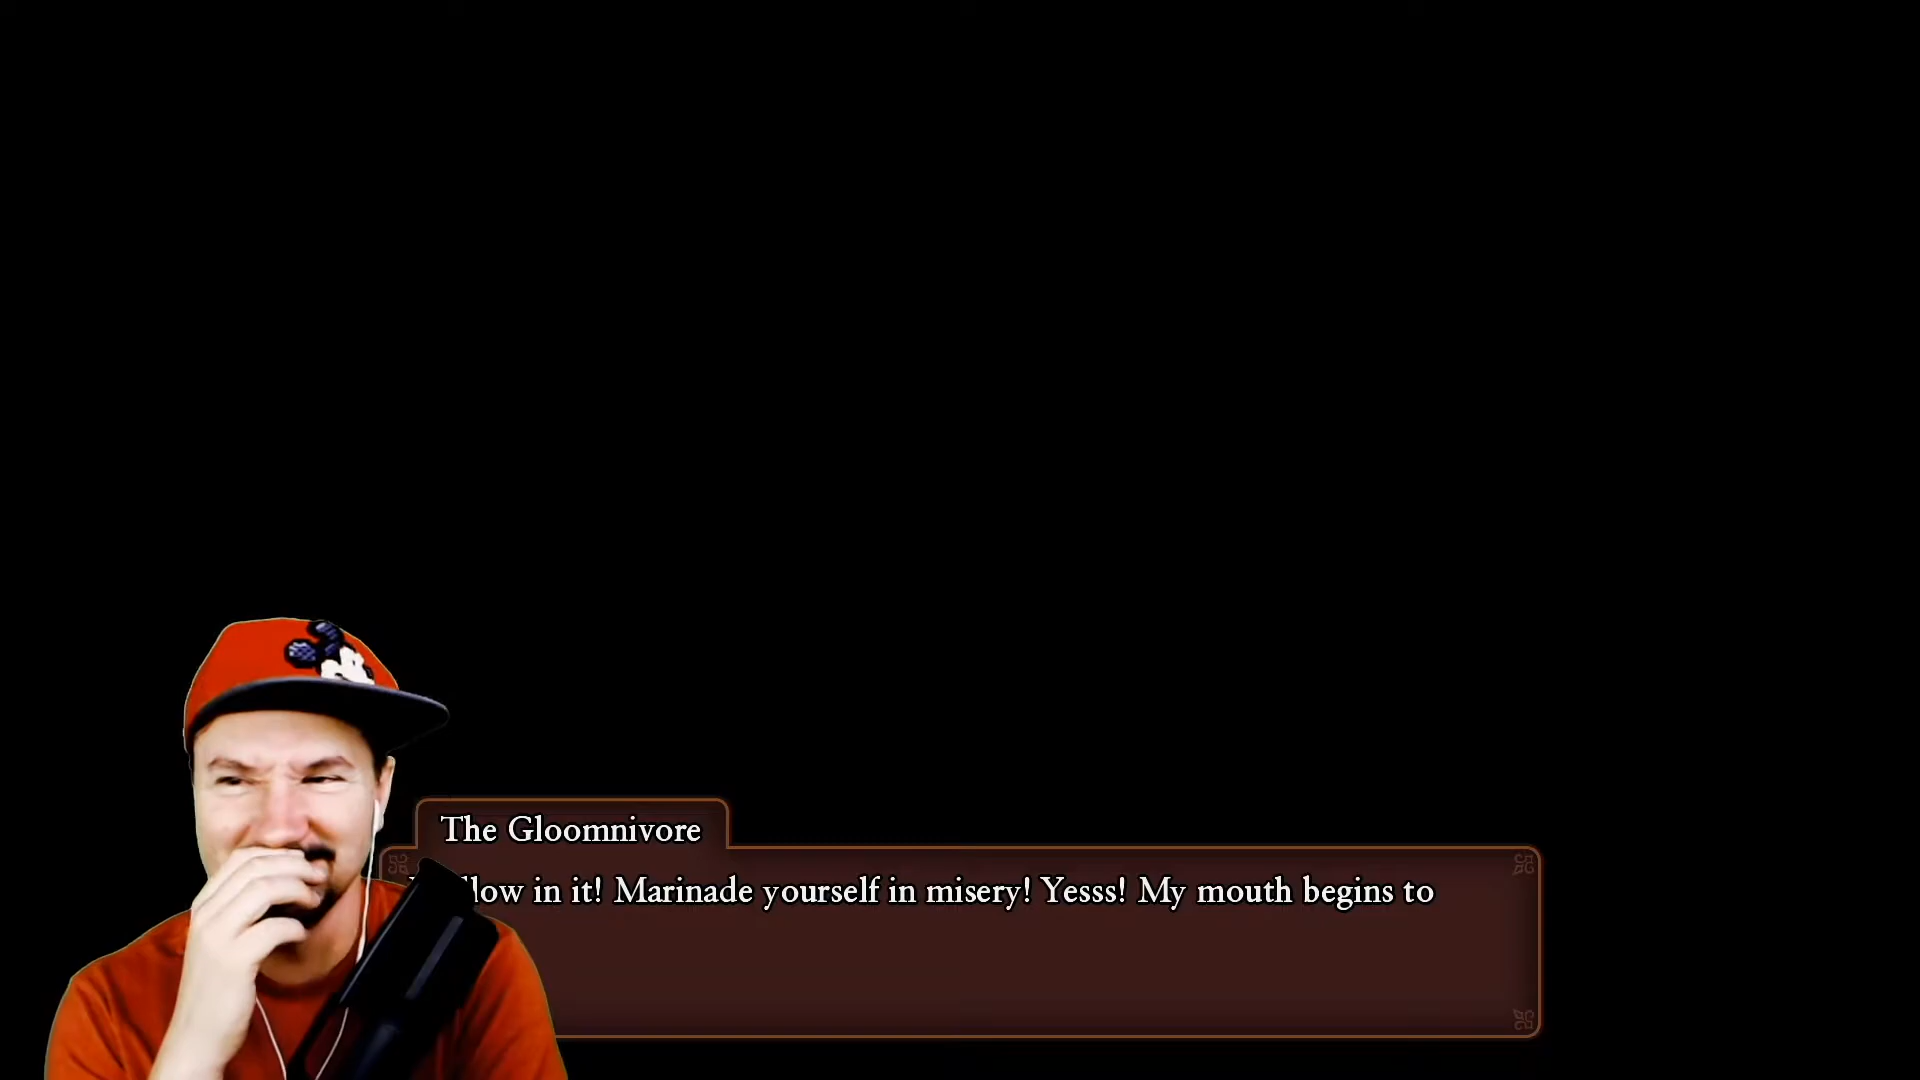 The Gloomnivore
low in it! Marinade yourself in misery! Yesss! My mouth begins to